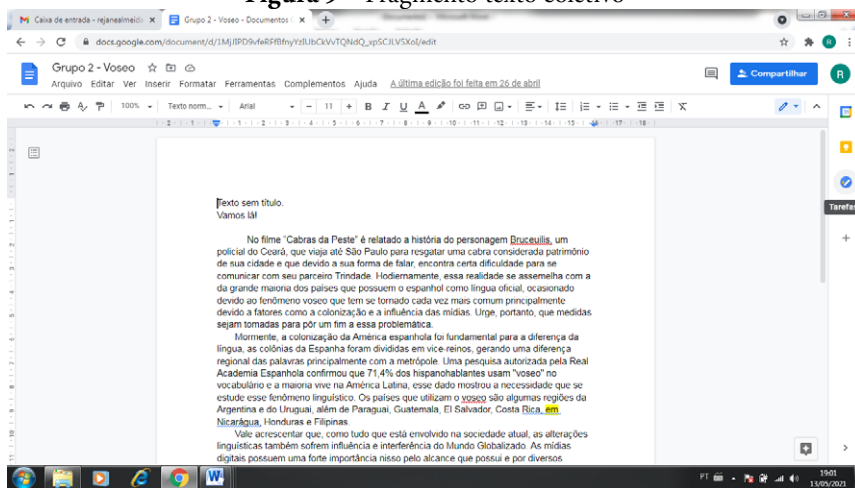 Figura 9 – Fragmento texto coletivo
Caixa de entrada - rejanealmeida
Grupo 2 - Voseo - Documentos
docs.google.com/document/d/
Grupo 2 - Voseo
Arquivo Editar Ver Inserir Formatar Ferramentas Complementos Ajuda A última edição foi feita em 26 de abril
Compartilhar
R
100% Texto norm... Arial 11
Tarefas
Texto sem título.
Vamos lá!
No filme "Cabras da Peste" é relatado a história do personagem Bruceuilis, um
policial do Ceará, que viaja até São Paulo para resgatar uma cabra considerada patrimônio
de sua cidade e que devido a sua forma de falar, encontra certa dificuldade para se
comunicar com seu parceiro Trindade. Hodiernamente, essa realidade se assemelha com a
da grande maioria dos países que possuem o espanhol como língua oficial, ocasionado
devido ao fenômeno voseo que tem se tornado cada vez mais comum principalmente
devido a fatores como a colonização e a influência das mídias. Urge, portanto, que medidas
sejam tomadas para pôr um fim a essa problemática.
Mormente, a colonização da América espanhola foi fundamental para a diferença da
língua, as colônias da Espanha foram divididas em vice-reinos, gerando uma diferença
regional das palavras principalmente com a metrópole. Uma pesquisa autorizada pela Real
Academia Espanhola confirmou que 71,4% dos hispanohablantes usam "voseo" no
vocabulário e a maioria vive na América Latina, esse dado mostrou a necessidade que se
estude esse fenômeno linguístico. Os países que utilizam o voseo são algumas regiões da
Argentina e do Uruguai, além de Paraguai, Guatemala, El Salvador, Costa Rica, em
Nicarágua, Honduras e Filipinas.
Vale acrescentar que, como tudo que está envolvido na sociedade atual, as alterações
linguísticas também sofrem influência e interferência do Mundo Globalizado. As mídias
digitais possuem uma forte importância nisso pelo alcance que possui e por diversos
PT
19:01
13/05/2021